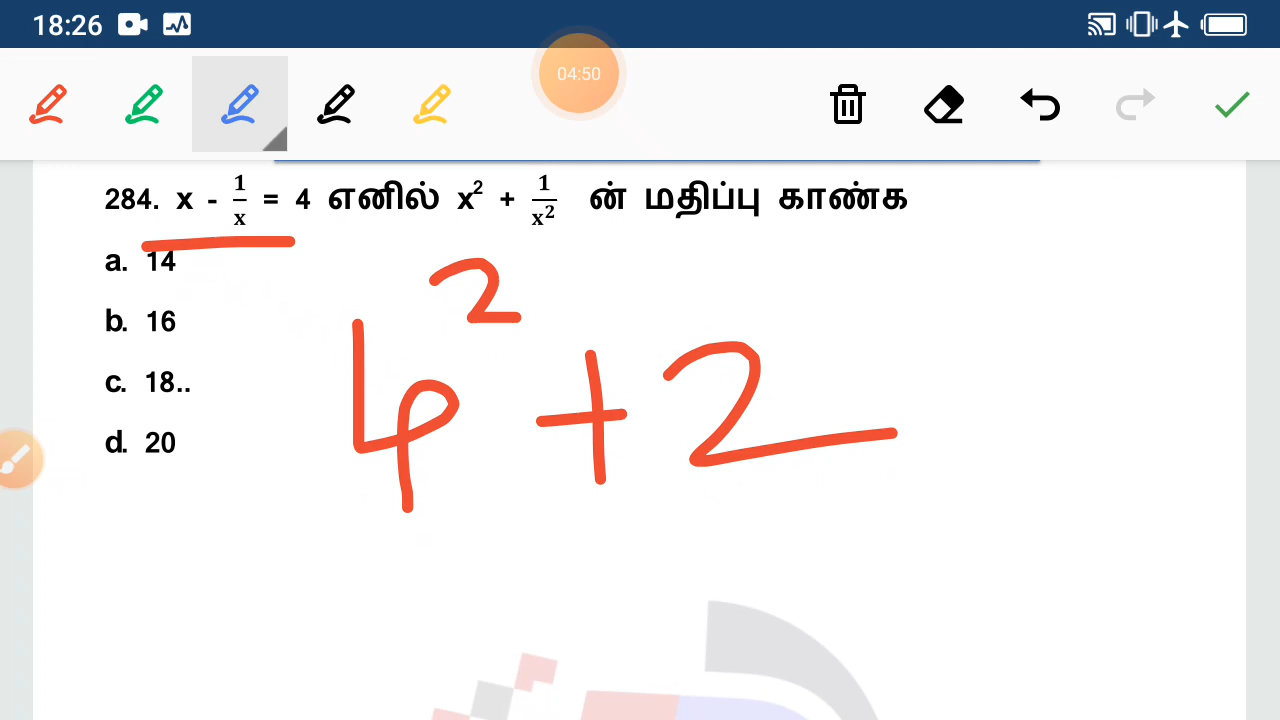 18:26
04:50
284. x - 1/x = 4 எனில் x² + 1/x² ன் மதிப்பு காண்க
a. 14
b. 16
c. 18..
d. 20
4² + 2